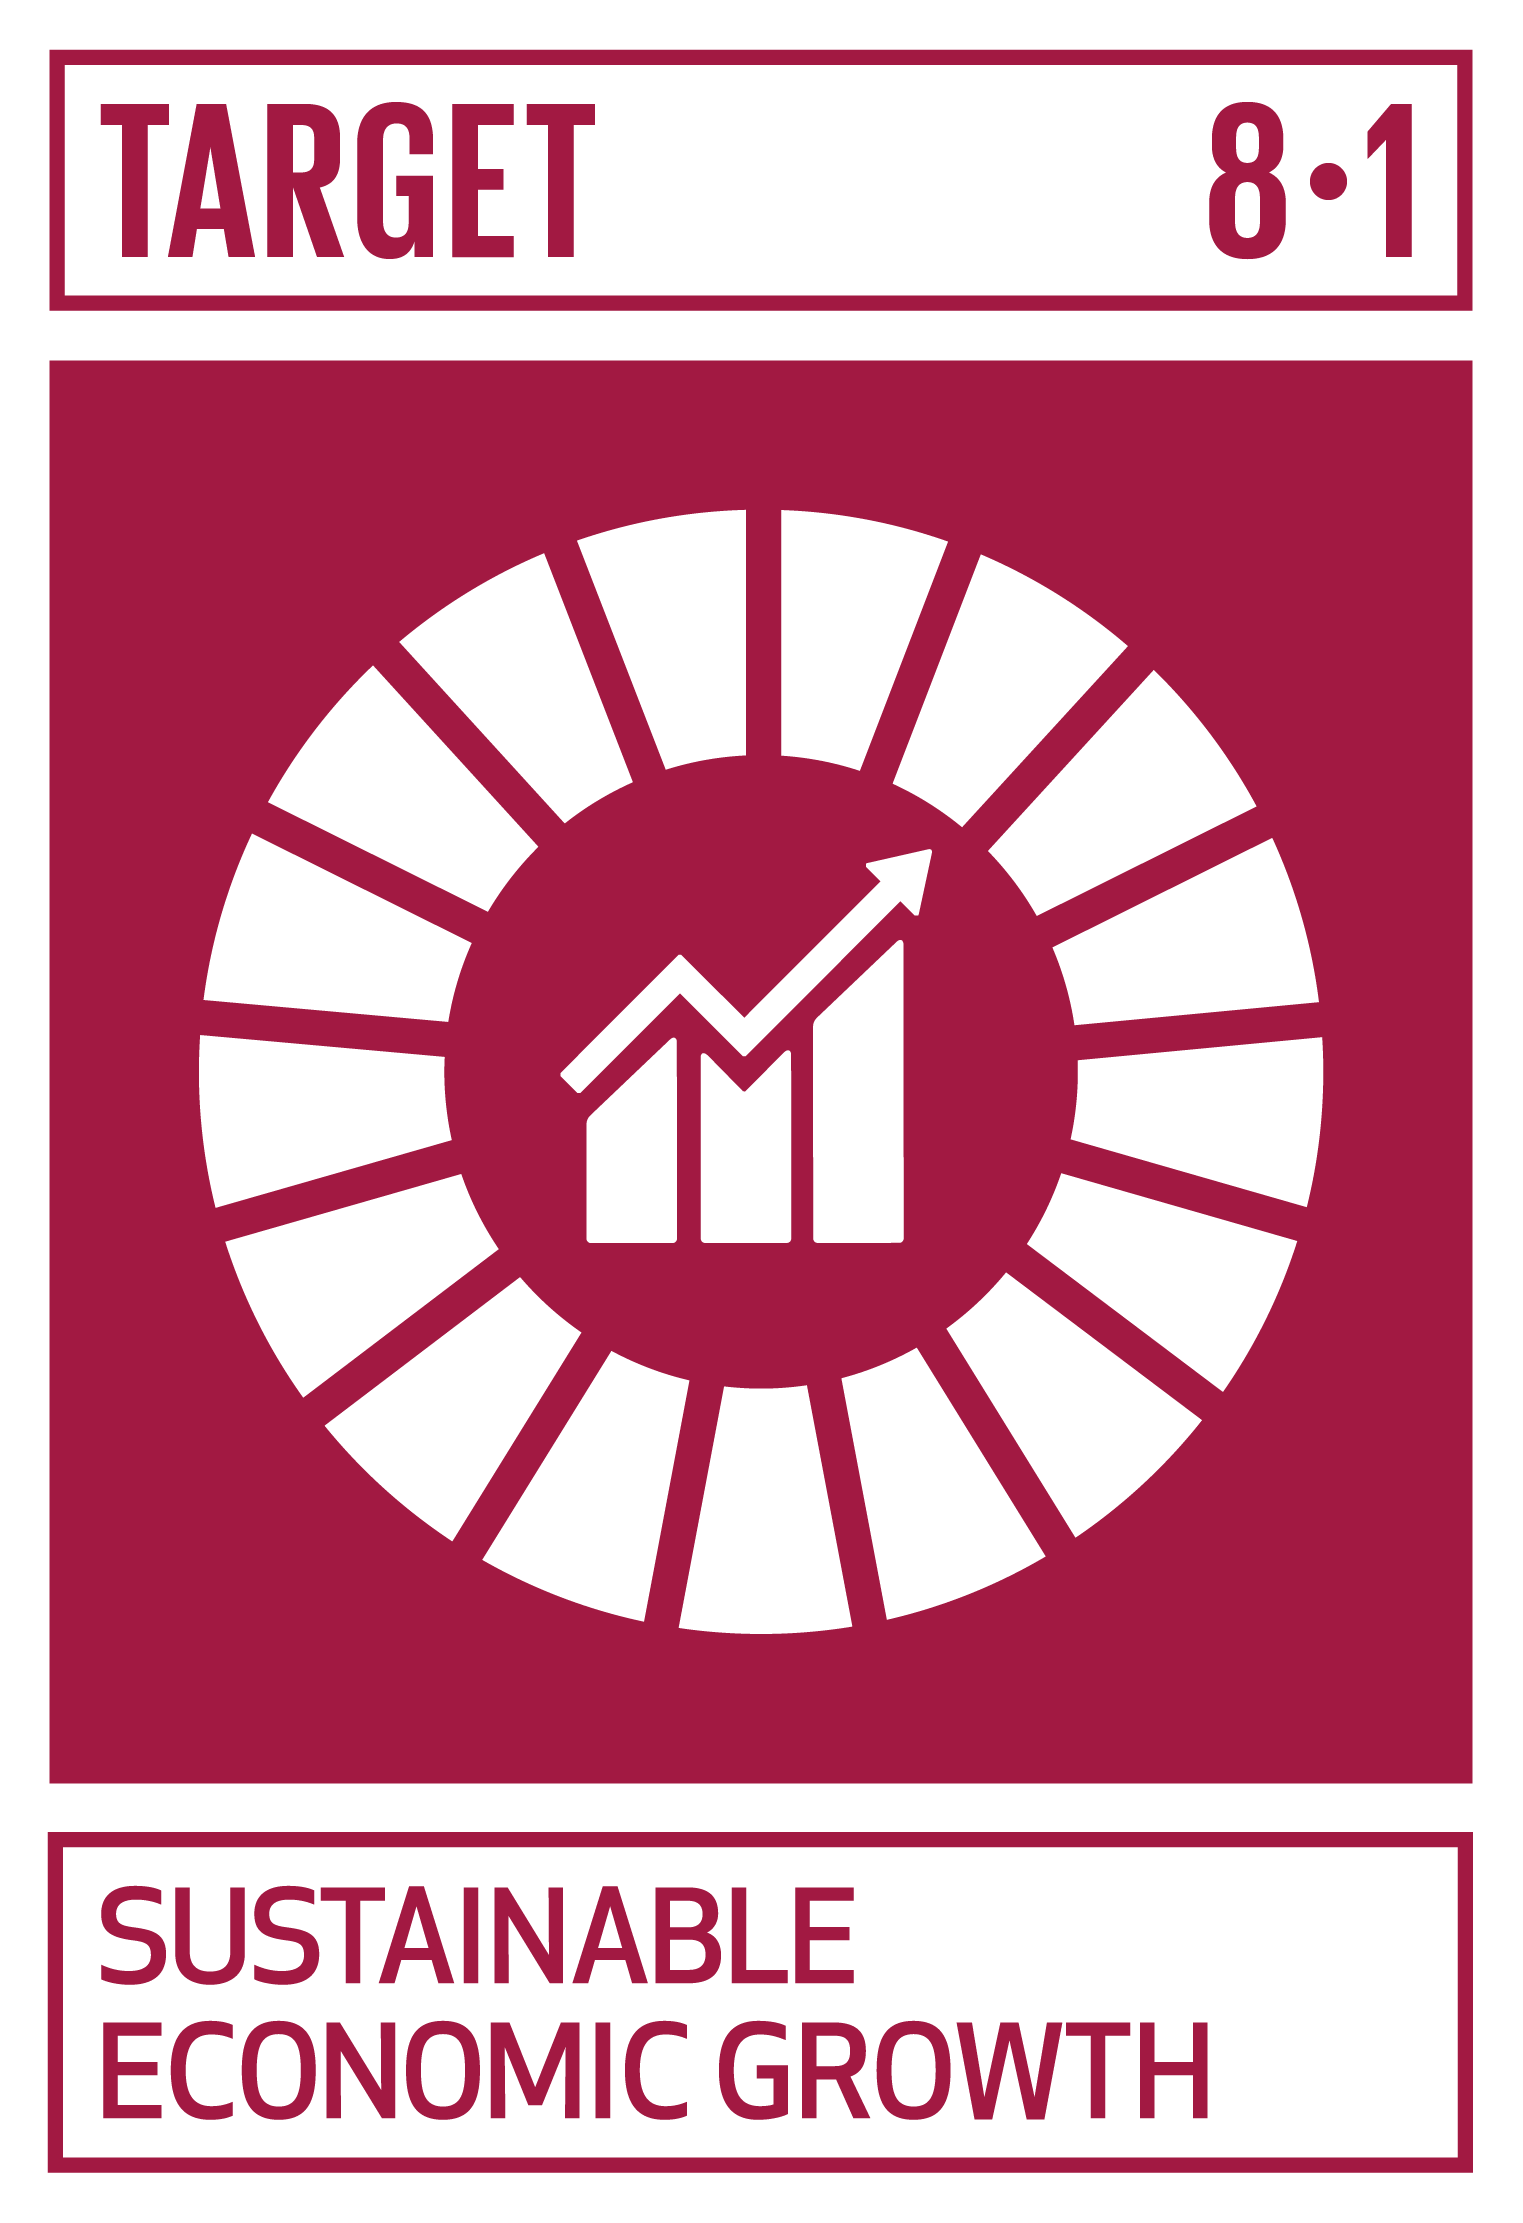 TARGET 8•1
SUSTAINABLE
ECONOMIC GROWTH